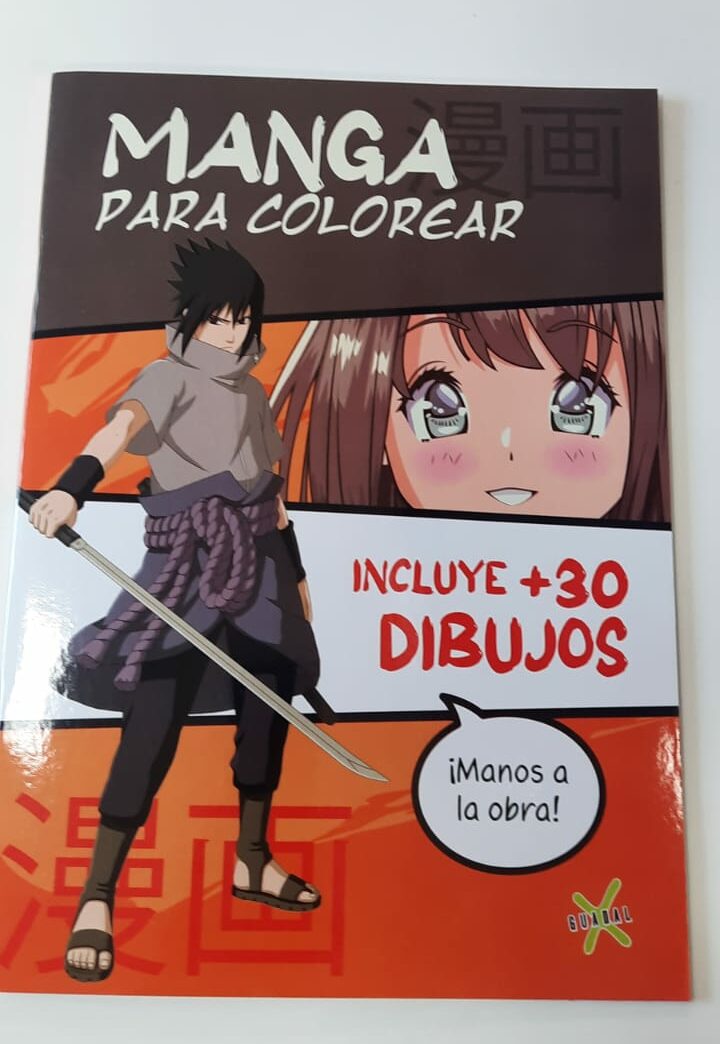 漫画
MANGA
PARA COLOREAR
INCLUYE +30
DIBUJOS
¡Manos a
la obra!
漫画
GUADAL